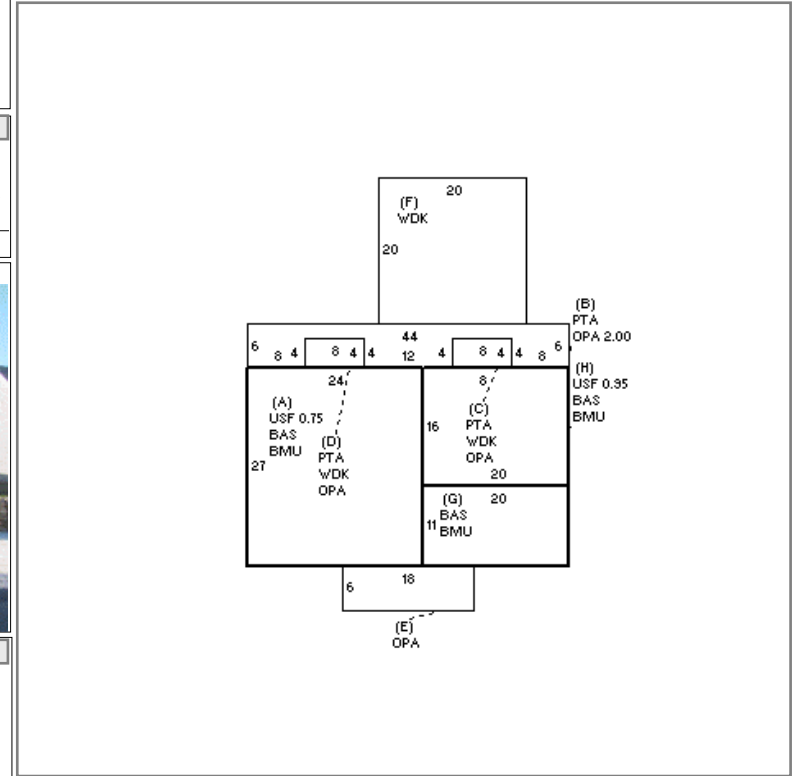 20
(F)
WDK
20
(B)
PTA
OPA 2.00
44
6 8 4 8 4 4 12 4 8 4 4 8 6
(H)
USF 0.95
BAS
BMU
24
8
(A)
USF 0.75
BAS
BMU
27
(D)
PTA
WDK
OPA
16
(C)
PTA
WDK
OPA
20
(G)
BAS
BMU
20
11
18
6
(E)
OPA